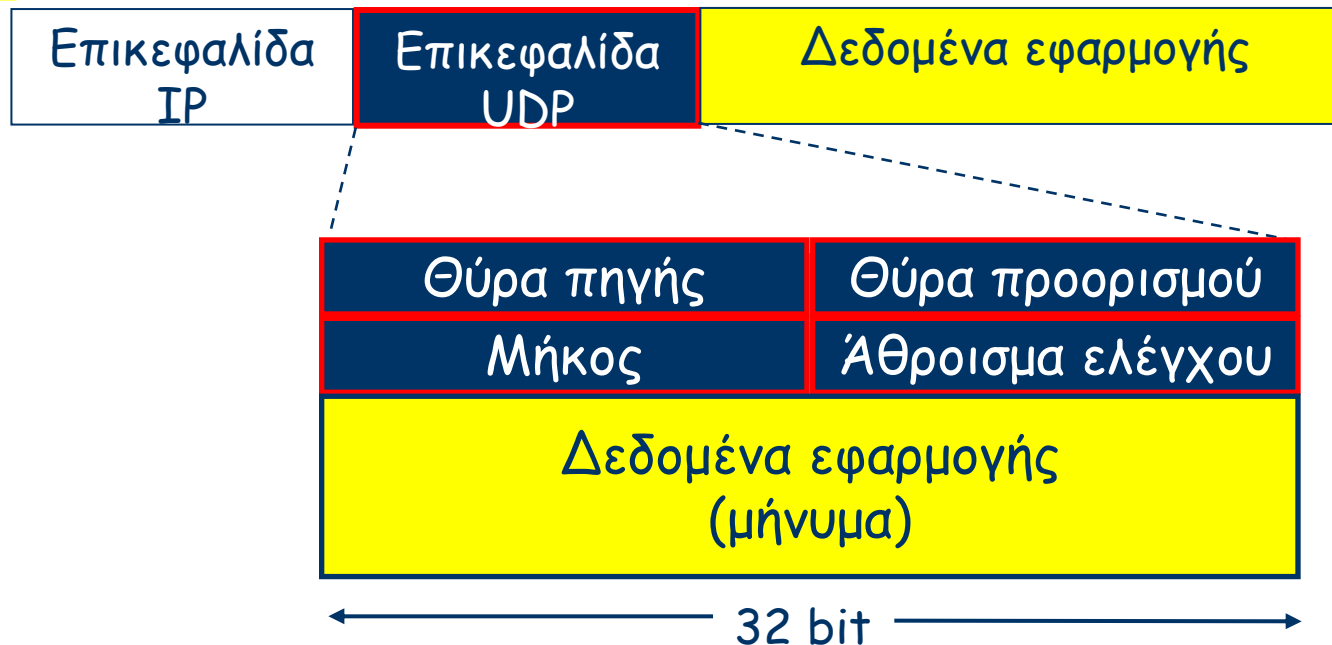 Επικεφαλίδα
IP
Επικεφαλίδα
UDP
Δεδομένα εφαρμογής
Θύρα πηγής
Θύρα προορισμού
Μήκος
Άθροισμα ελέγχου
Δεδομένα εφαρμογής
(μήνυμα)
32 bit